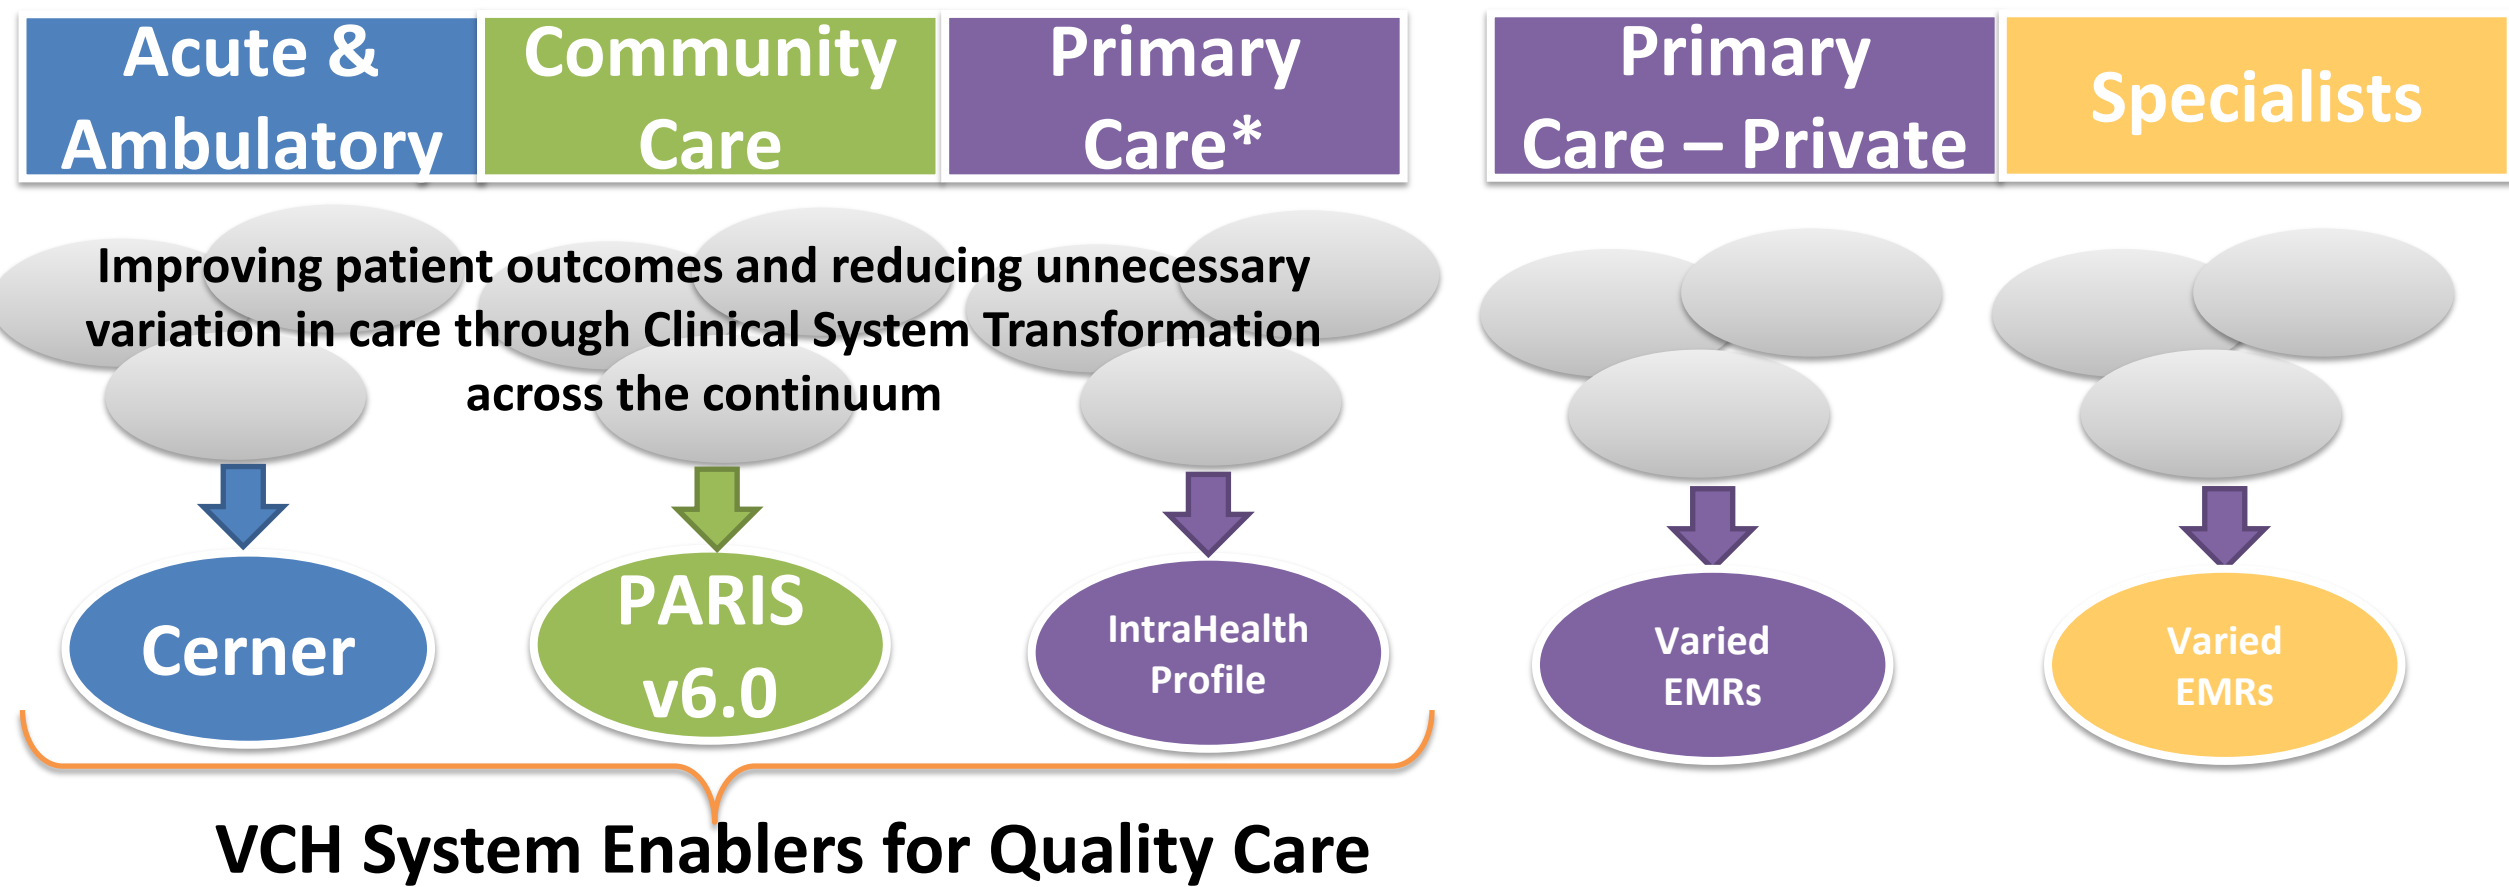 Acute &
Ambulatory
Community
Care
Primary
Care*
Primary
Care – Private
Specialists
Improving patient outcomes and reducing unnecessary
variation in care through Clinical System Transformation
across the continuum
Cerner
PARIS
v6.0
IntraHealth
Profile
Varied
EMRs
Varied
EMRs
VCH System Enablers for Quality Care